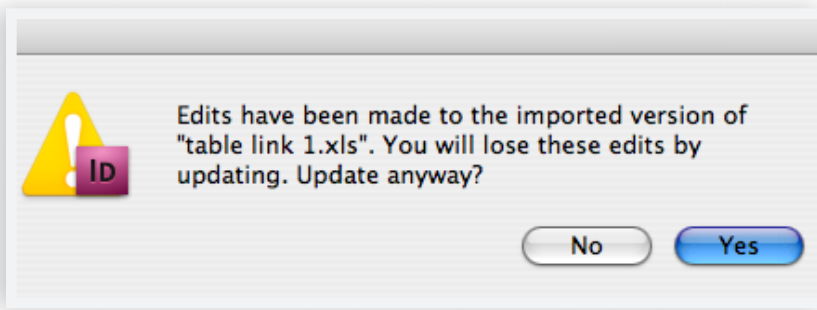 Edits have been made to the imported version of
"table link 1.xls". You will lose these edits by
updating. Update anyway?
ID
No
Yes